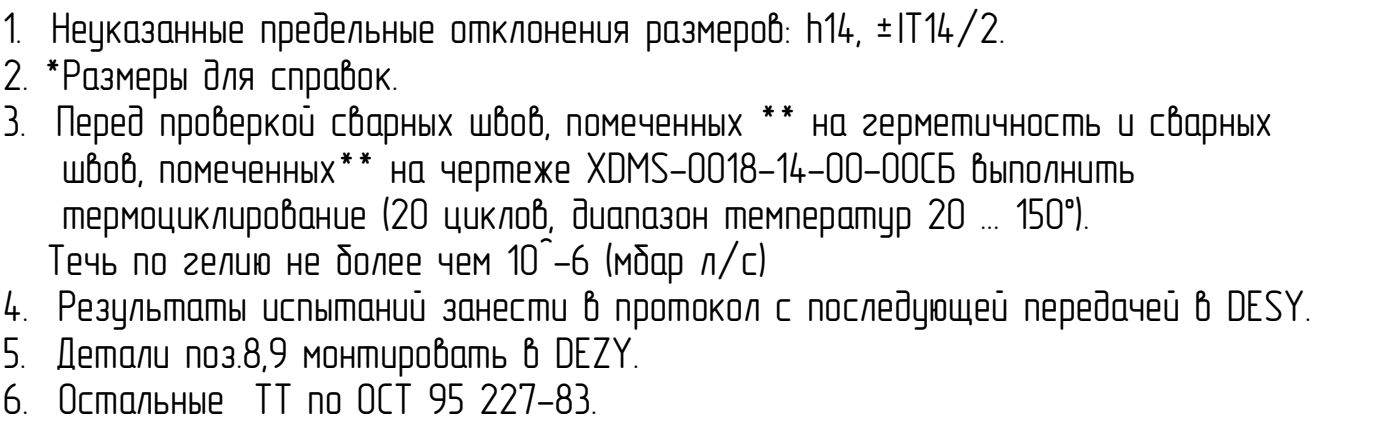 1. Неуказанные предельные отклонения размеров: h14, ±IT14/2.
2. *Размеры для справок.
3. Перед проверкой сварных швов, помеченных ** на герметичность и сварных
швов, помеченных** на чертеже XDMS-0018-14-00-00СБ выполнить
термоциклирование (20 циклов, диапазон температур 20 ... 150°).
Течь по гелию не более чем 10^-6 (мбар л/с)
4. Результаты испытаний занести в протокол с последующей передачей в DESY.
5. Детали поз.8,9 монтировать в DEZY.
6. Остальные ТТ по ОСТ 95 227-83.